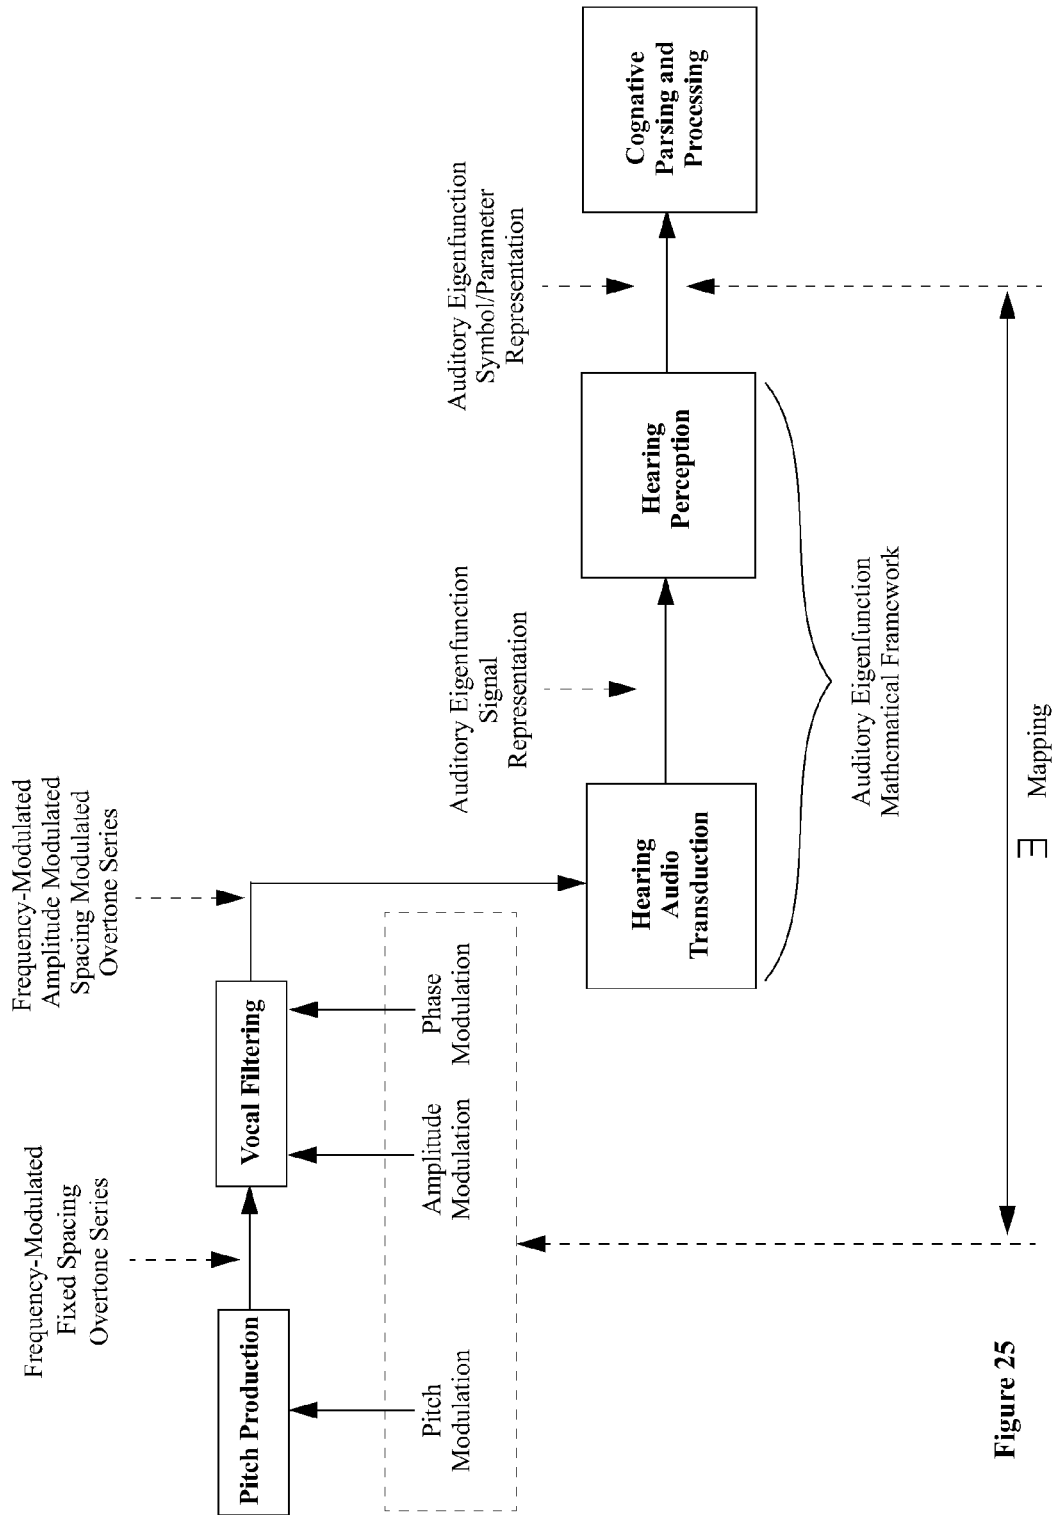 Frequency-Modulated
Fixed Spacing
Overtone Series
Frequency-Modulated
Amplitude Modulated
Spacing Modulated
Overtone Series
Pitch Production
Vocal Filtering
Pitch
Modulation
Amplitude
Modulation
Phase
Modulation
Auditory Eigenfunction
Signal
Representation
Auditory Eigenfunction
Symbol/Parameter
Representation
Hearing
Audio
Transduction
Hearing
Perception
Cognative
Parsing and
Processing
Auditory Eigenfunction
Mathematical Framework
∃ Mapping
Figure 25